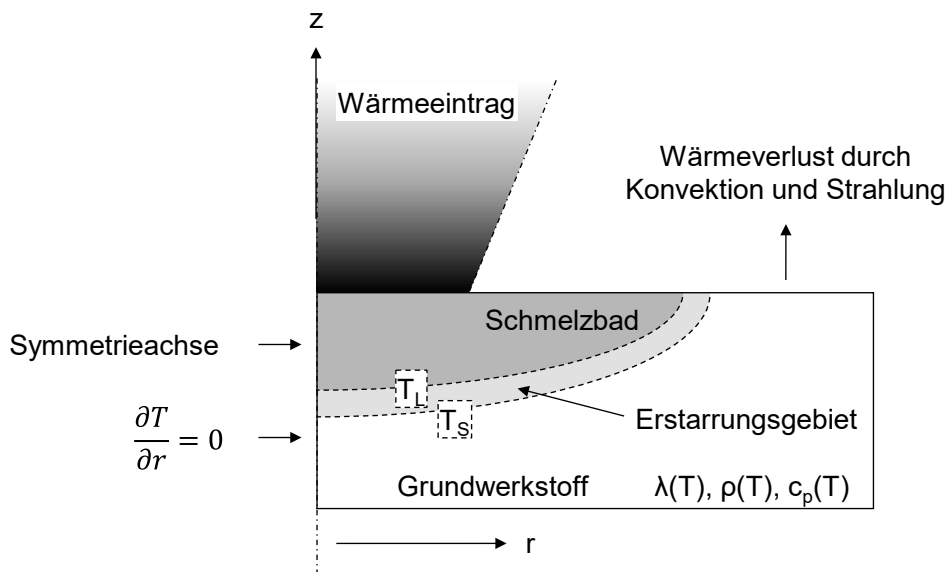 z
Wärmeeintrag
Wärmeverlust durch
Konvektion und Strahlung
Schmelzbad
Symmetrieachse
T_L
T_S
Erstarrungsgebiet
∂T/∂r = 0
Grundwerkstoff
λ(T), ρ(T), c_p(T)
r